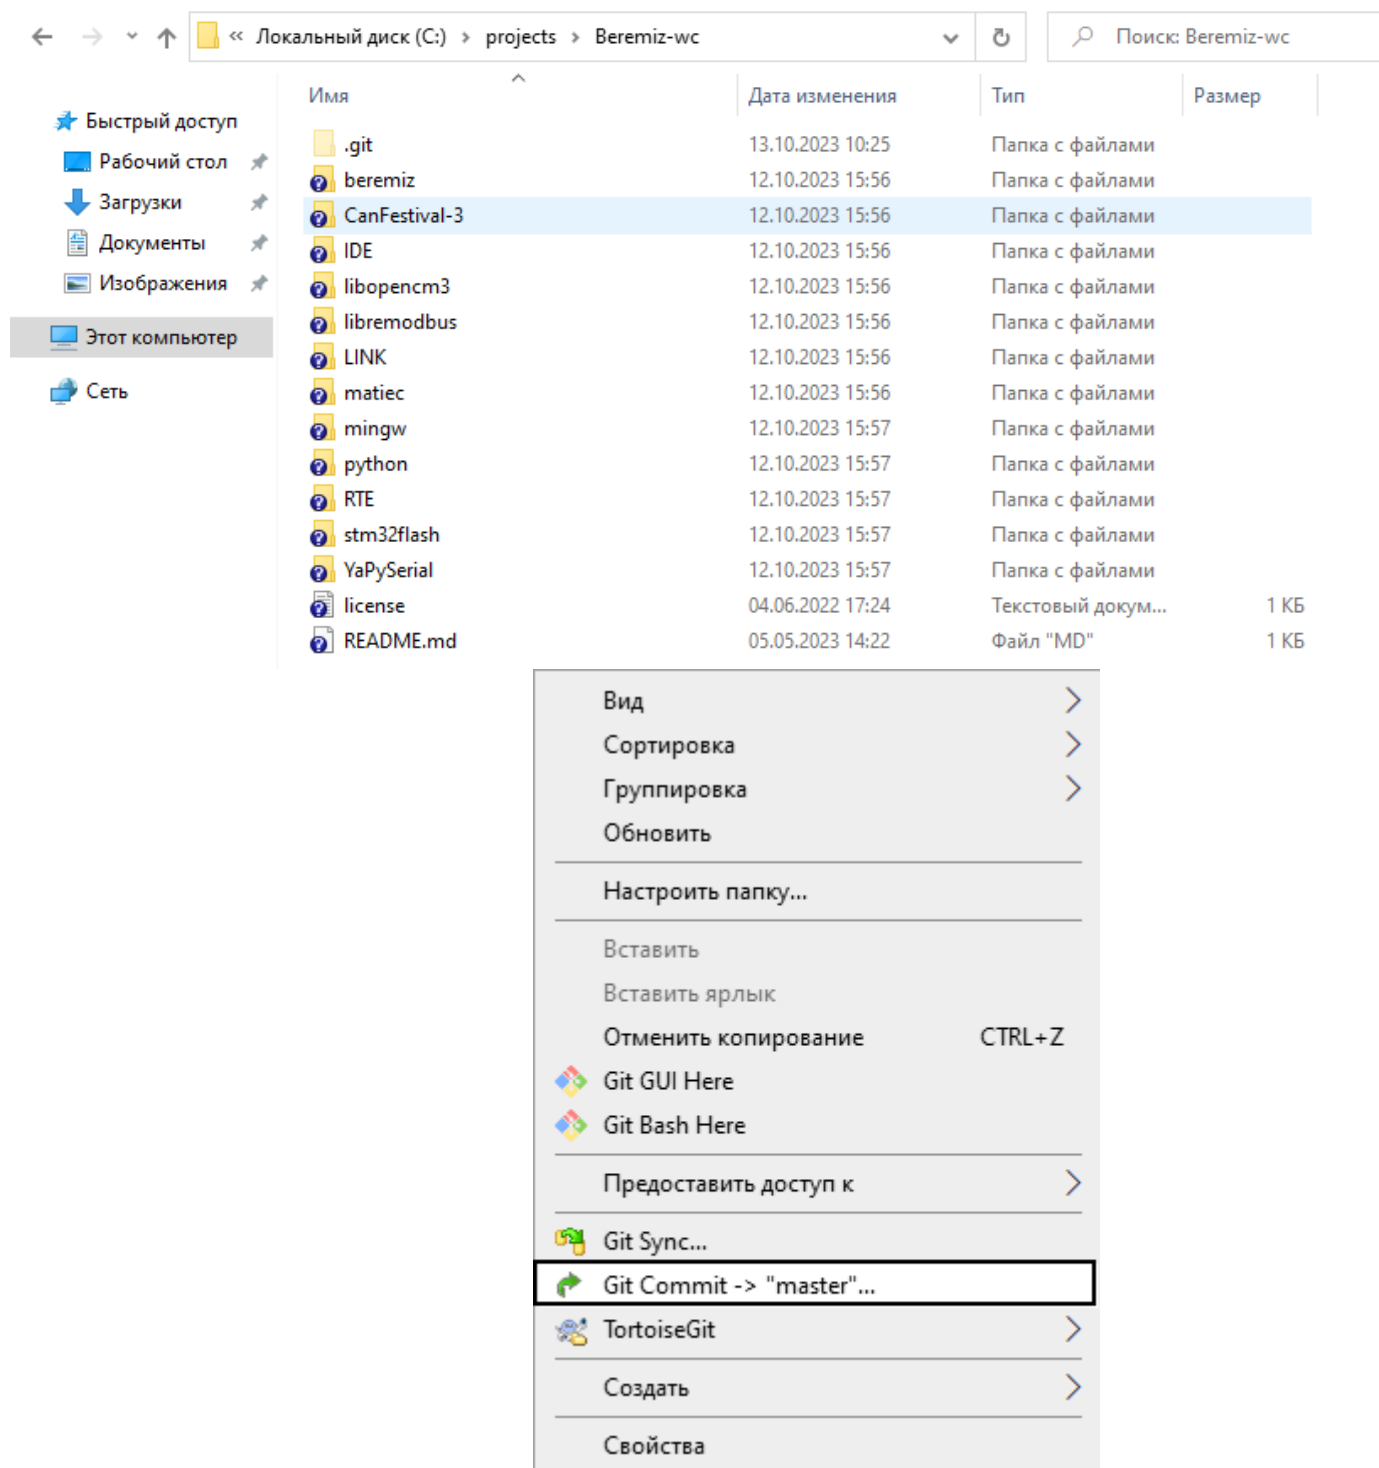 « Локальный диск (C:) › projects › Beremiz-wc
Поиск: Beremiz-wc
Имя Дата изменения Тип Размер
Быстрый доступ
Рабочий стол
Загрузки
Документы
Изображения
Этот компьютер
Сеть
.git 13.10.2023 10:25 Папка с файлами
beremiz 12.10.2023 15:56 Папка с файлами
CanFestival-3 12.10.2023 15:56 Папка с файлами
IDE 12.10.2023 15:56 Папка с файлами
libopencm3 12.10.2023 15:56 Папка с файлами
libremodbus 12.10.2023 15:56 Папка с файлами
LINK 12.10.2023 15:56 Папка с файлами
matiec 12.10.2023 15:56 Папка с файлами
mingw 12.10.2023 15:57 Папка с файлами
python 12.10.2023 15:57 Папка с файлами
RTE 12.10.2023 15:57 Папка с файлами
stm32flash 12.10.2023 15:57 Папка с файлами
YaPySerial 12.10.2023 15:57 Папка с файлами
license 04.06.2022 17:24 Текстовый докум... 1 КБ
README.md 05.05.2023 14:22 Файл "MD" 1 КБ
Вид
Сортировка
Группировка
Обновить
Настроить папку...
Вставить
Вставить ярлык
Отменить копирование CTRL+Z
Git GUI Here
Git Bash Here
Предоставить доступ к
Git Sync...
Git Commit -> "master"...
TortoiseGit
Создать
Свойства